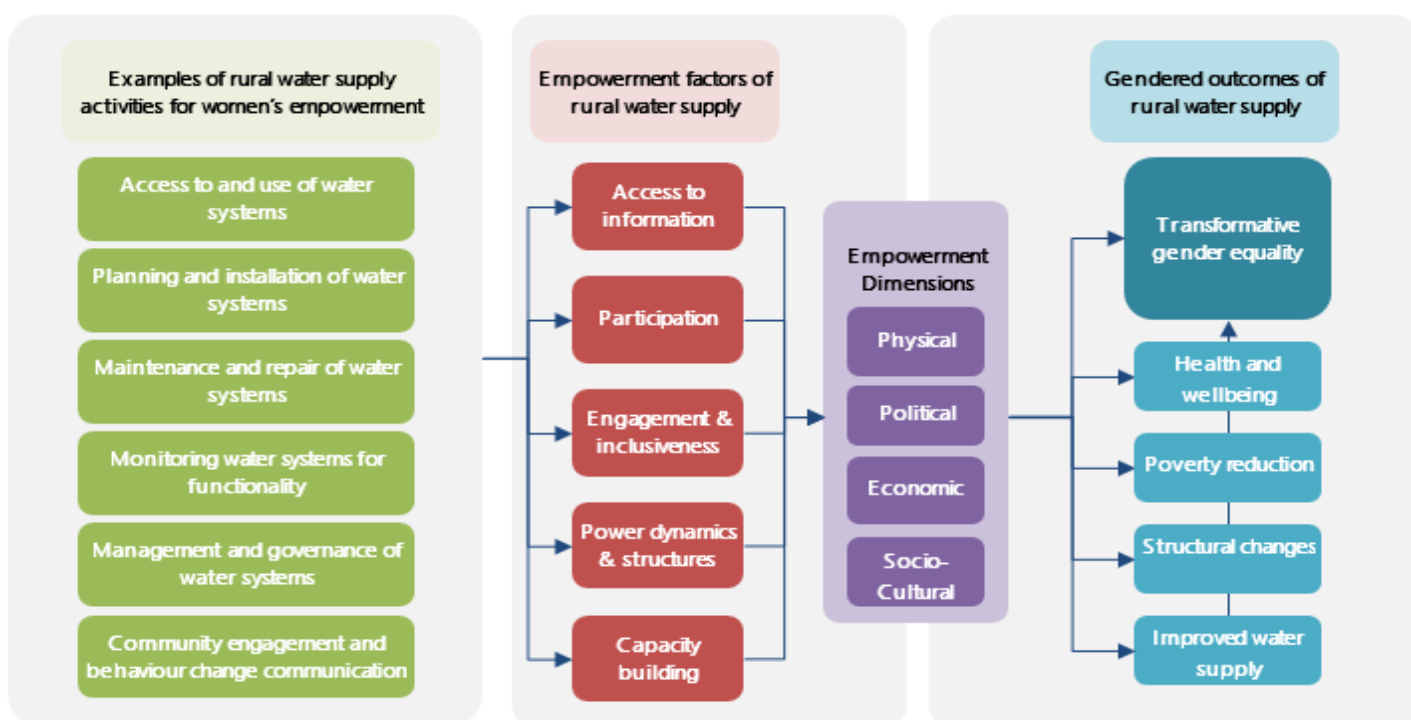 Examples of rural water supply
activities for women's empowerment
Access to and use of water
systems
Planning and installation of water
systems
Maintenance and repair of water
systems
Monitoring water systems for
functionality
Management and governance of
water systems
Community engagement and
behaviour change communication
Empowerment factors of
rural water supply
Access to
information
Participation
Engagement &
inclusiveness
Power dynamics
& structures
Capacity
building
Empowerment
Dimensions
Physical
Political
Economic
Socio-
Cultural
Gendered outcomes of
rural water supply
Transformative
gender equality
Health and
wellbeing
Poverty reduction
Structural changes
Improved water
supply